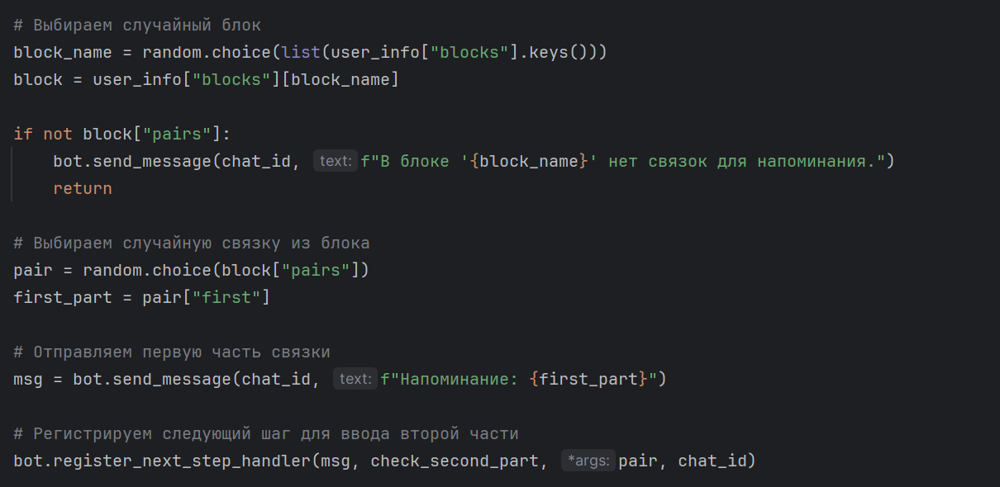 # Выбираем случайный блок
block_name = random.choice(list(user_info["blocks"].keys()))
block = user_info["blocks"][block_name]
if not block["pairs"]:
    bot.send_message(chat_id, text: f"В блоке '{block_name}' нет связок для напоминания.")
    return
# Выбираем случайную связку из блока
pair = random.choice(block["pairs"])
first_part = pair["first"]
# Отправляем первую часть связки
msg = bot.send_message(chat_id, text: f"Напоминание: {first_part}")
# Регистрируем следующий шаг для ввода второй части
bot.register_next_step_handler(msg, check_second_part, *args: pair, chat_id)